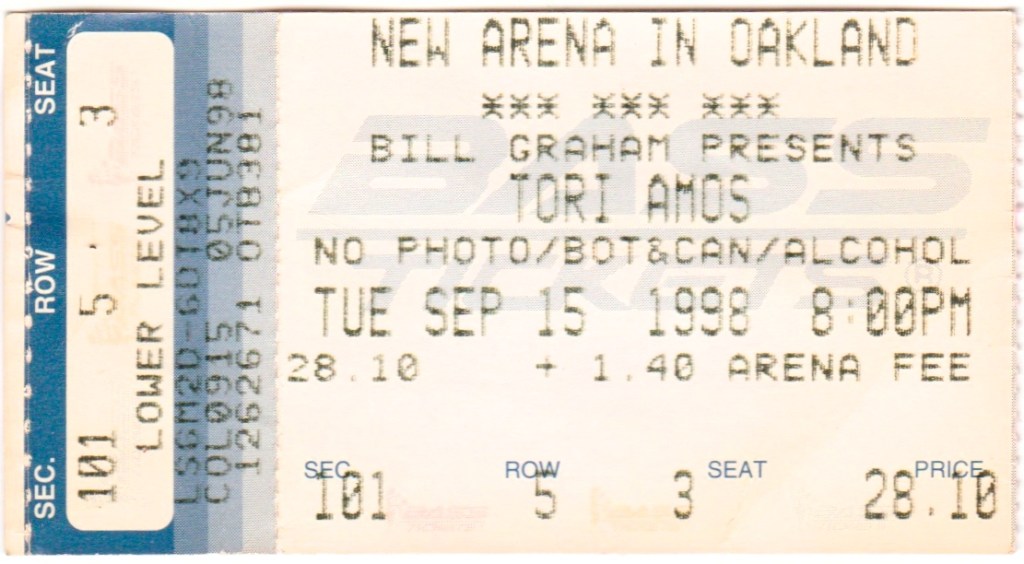 SEC. ROW SEAT
101 5 . 3
LOWER LEVEL
COL0915 05JUN98
1262671 OTB381
NEW ARENA IN OAKLAND
*** *** ***
BILL GRAHAM PRESENTS
TORI AMOS
NO PHOTO/BOT&CAN/ALCOHOL
TUE SEP 15 1998 8:00PM
28.10 + 1.40 ARENA FEE
SEC. ROW SEAT PRICE
101 5 3 28.10
BASS
TICKETS®